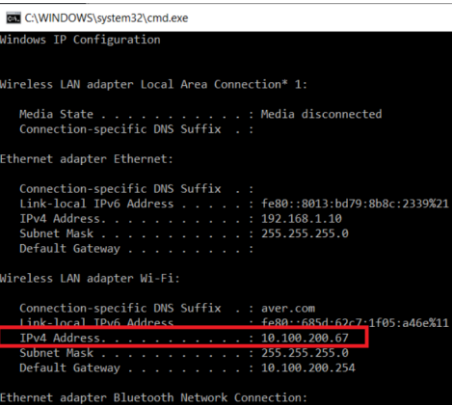 C:\WINDOWS\system32\cmd.exe
Windows IP Configuration
Wireless LAN adapter Local Area Connection* 1:
Media State . . . . . . . . . . . : Media disconnected
Connection-specific DNS Suffix  . :
Ethernet adapter Ethernet:
Connection-specific DNS Suffix  . :
Link-local IPv6 Address . . . . . : fe80::8013:bd79:8b8c:2339%21
IPv4 Address. . . . . . . . . . . : 192.168.1.10
Subnet Mask . . . . . . . . . . . : 255.255.255.0
Default Gateway . . . . . . . . . :
Wireless LAN adapter Wi-Fi:
Connection-specific DNS Suffix  . : aver.com
Link-local IPv6 Address . . . . . : fe80::685d:62c7:1f05:a46e%11
IPv4 Address. . . . . . . . . . . : 10.100.200.67
Subnet Mask . . . . . . . . . . . : 255.255.255.0
Default Gateway . . . . . . . . . : 10.100.200.254
Ethernet adapter Bluetooth Network Connection: